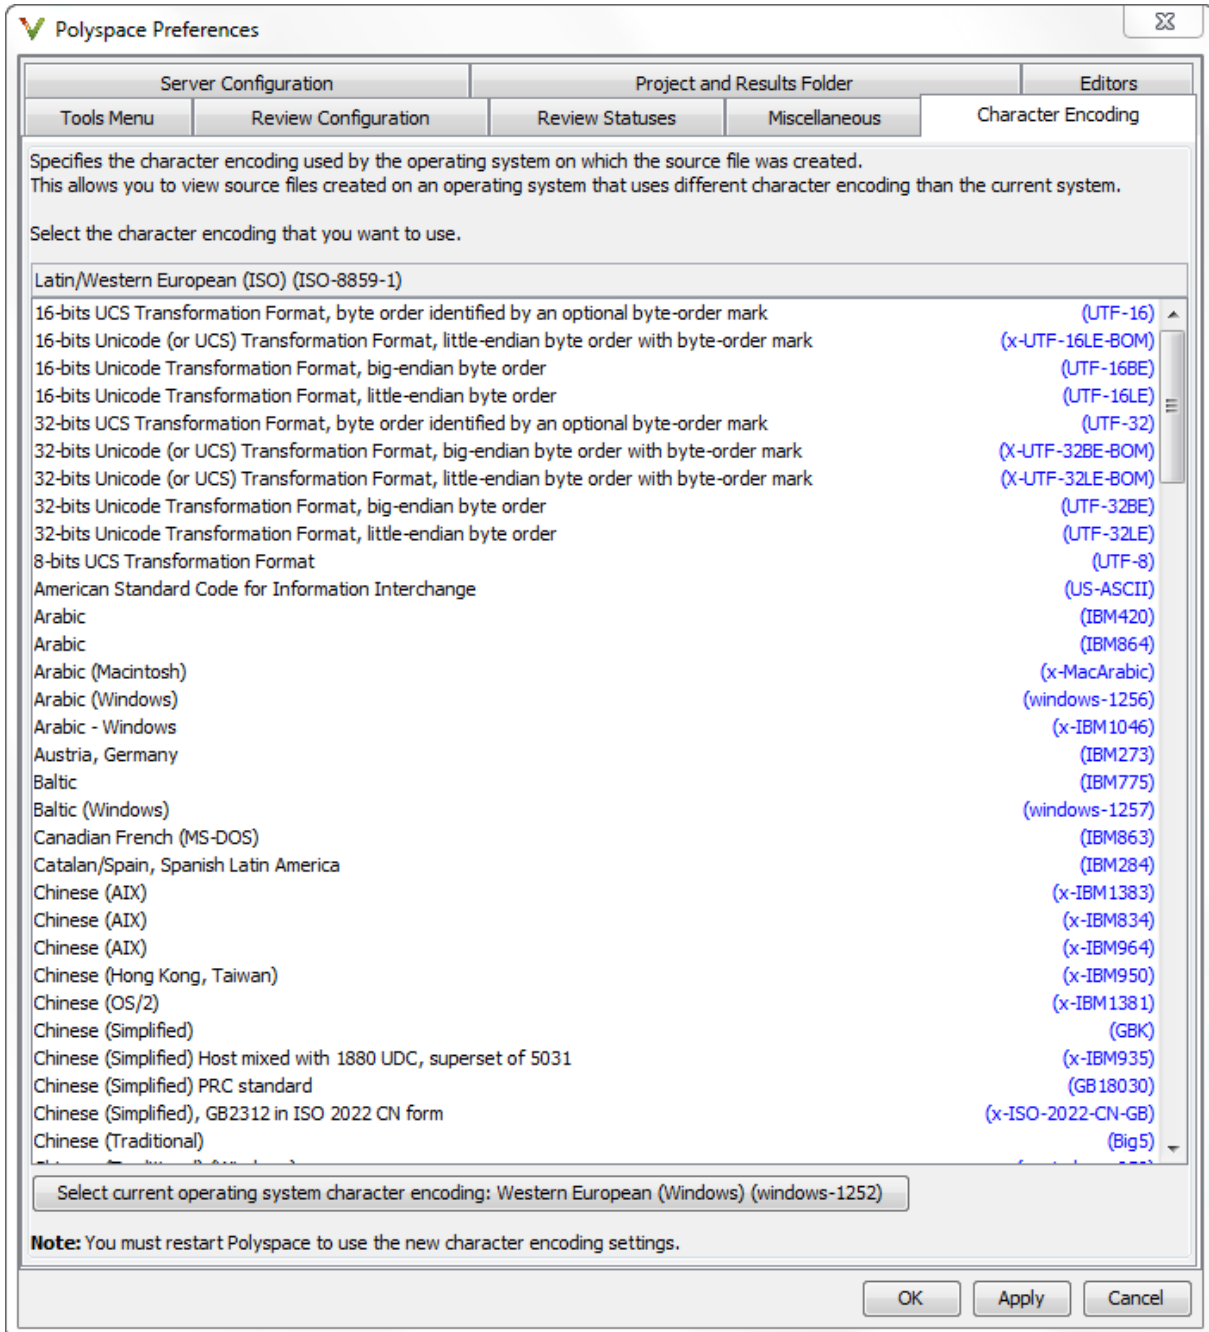 Polyspace Preferences
Server Configuration Project and Results Folder Editors
Tools Menu Review Configuration Review Statuses Miscellaneous Character Encoding
Specifies the character encoding used by the operating system on which the source file was created.
This allows you to view source files created on an operating system that uses different character encoding than the current system.
Select the character encoding that you want to use.
Latin/Western European (ISO) (ISO-8859-1)
16-bits UCS Transformation Format, byte order identified by an optional byte-order mark (UTF-16)
16-bits Unicode (or UCS) Transformation Format, little-endian byte order with byte-order mark (x-UTF-16LE-BOM)
16-bits Unicode Transformation Format, big-endian byte order (UTF-16BE)
16-bits Unicode Transformation Format, little-endian byte order (UTF-16LE)
32-bits UCS Transformation Format, byte order identified by an optional byte-order mark (UTF-32)
32-bits Unicode (or UCS) Transformation Format, big-endian byte order with byte-order mark (X-UTF-32BE-BOM)
32-bits Unicode (or UCS) Transformation Format, little-endian byte order with byte-order mark (X-UTF-32LE-BOM)
32-bits Unicode Transformation Format, big-endian byte order (UTF-32BE)
32-bits Unicode Transformation Format, little-endian byte order (UTF-32LE)
8-bits UCS Transformation Format (UTF-8)
American Standard Code for Information Interchange (US-ASCII)
Arabic (IBM420)
Arabic (IBM864)
Arabic (Macintosh) (x-MacArabic)
Arabic (Windows) (windows-1256)
Arabic - Windows (x-IBM1046)
Austria, Germany (IBM273)
Baltic (IBM775)
Baltic (Windows) (windows-1257)
Canadian French (MS-DOS) (IBM863)
Catalan/Spain, Spanish Latin America (IBM284)
Chinese (AIX) (x-IBM1383)
Chinese (AIX) (x-IBM834)
Chinese (AIX) (x-IBM964)
Chinese (Hong Kong, Taiwan) (x-IBM950)
Chinese (OS/2) (x-IBM1381)
Chinese (Simplified) (GBK)
Chinese (Simplified) Host mixed with 1880 UDC, superset of 5031 (x-IBM935)
Chinese (Simplified) PRC standard (GB18030)
Chinese (Simplified), GB2312 in ISO 2022 CN form (x-ISO-2022-CN-GB)
Chinese (Traditional) (Big5)
Select current operating system character encoding: Western European (Windows) (windows-1252)
Note: You must restart Polyspace to use the new character encoding settings.
OK Apply Cancel